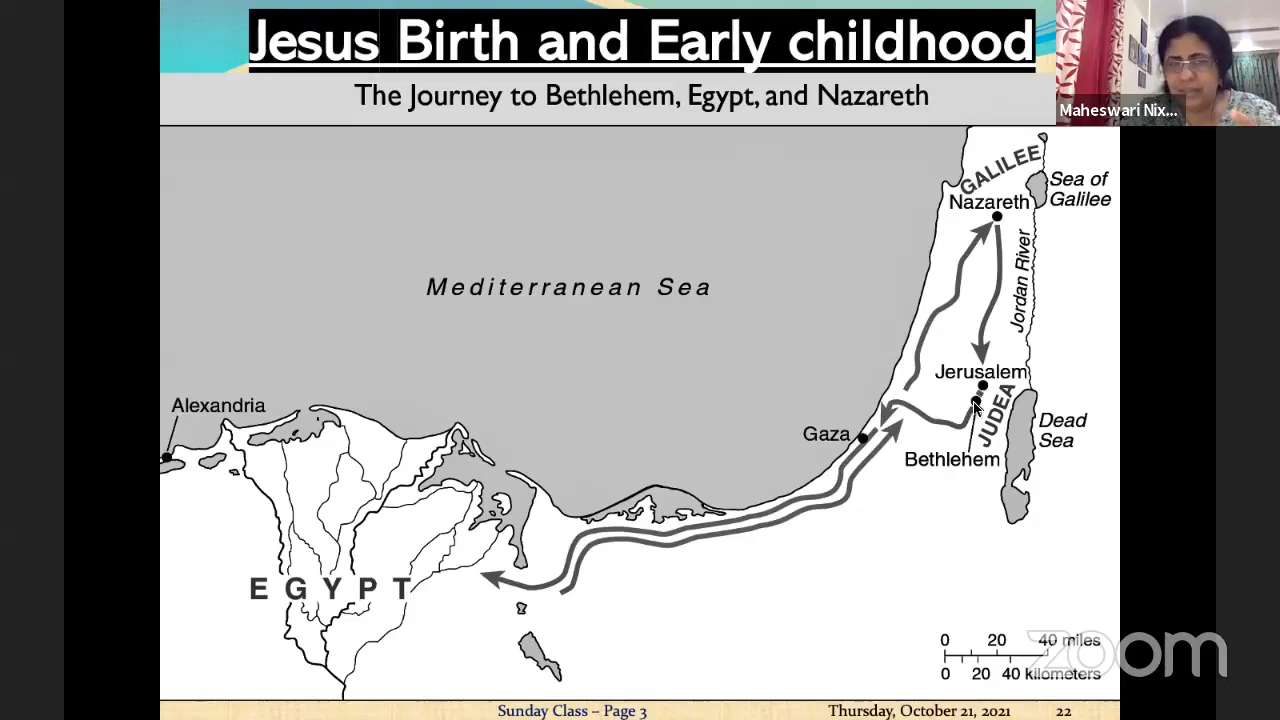 Jesus Birth and Early childhood
The Journey to Bethlehem, Egypt, and Nazareth
Maheswari Nix...
GALILEE
Sea of
Galilee
Nazareth
Jordan River
Mediterranean Sea
Jerusalem
JUDEA
Alexandria
Dead
Sea
Gaza
Bethlehem
EGYPT
0 20 40 miles
0 20 40 kilometers
zoom
Sunday Class – Page 3
Thursday, October 21, 2021
22